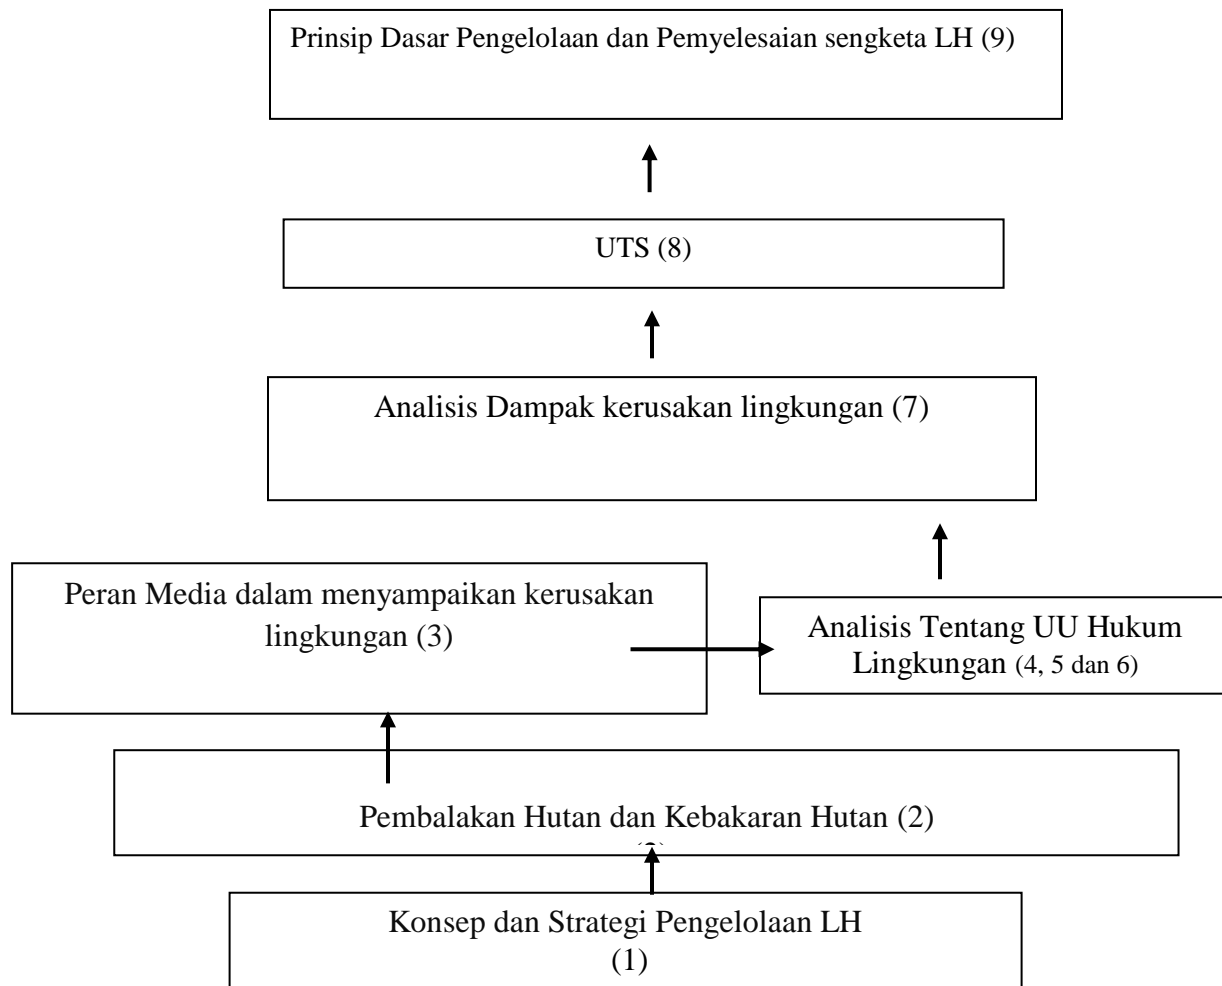 Prinsip Dasar Pengelolaan dan Pemyelesaian sengketa LH (9)
UTS (8)
Analisis Dampak kerusakan lingkungan (7)
Peran Media dalam menyampaikan kerusakan
lingkungan (3)
Analisis Tentang UU Hukum
Lingkungan (4, 5 dan 6)
Pembalakan Hutan dan Kebakaran Hutan (2)
Konsep dan Strategi Pengelolaan LH
(1)